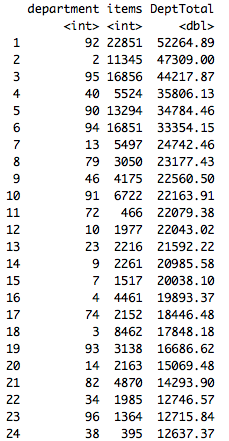 department items DeptTotal
<int> <int> <dbl>
1 92 22851 52264.89
2 2 11345 47309.00
3 95 16856 44217.87
4 40 5524 35806.13
5 90 13294 34784.46
6 94 16851 33354.15
7 13 5497 24742.46
8 79 3050 23177.43
9 46 4175 22560.50
10 91 6722 22163.91
11 72 466 22079.38
12 10 1977 22043.02
13 23 2216 21592.22
14 9 2261 20985.58
15 7 1517 20038.10
16 4 4461 19893.37
17 74 2152 18446.48
18 3 8462 17848.18
19 93 3138 16686.62
20 14 2163 15069.48
21 82 4870 14293.90
22 34 1985 12746.57
23 96 1364 12715.84
24 38 395 12637.37